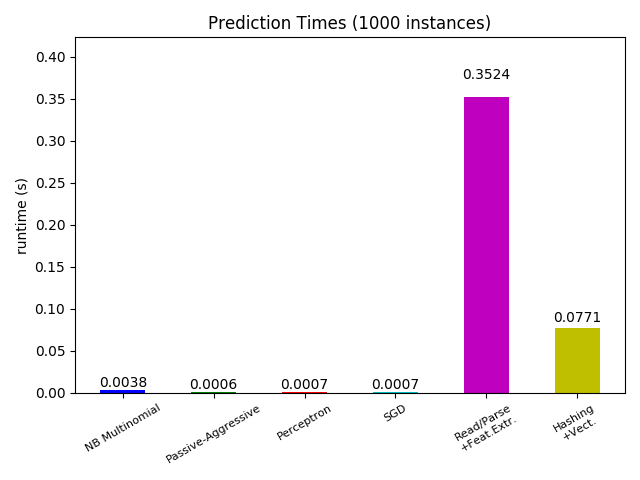 Prediction Times (1000 instances)
0.40
0.35
0.30
0.25
0.20
0.15
0.10
0.05
0.00
runtime (s)
0.0038
0.0006
0.0007
0.0007
0.3524
0.0771
NB Multinomial
Passive-Aggressive
Perceptron
SGD
Read/Parse
+Feat.Extr.
Hashing
+Vect.